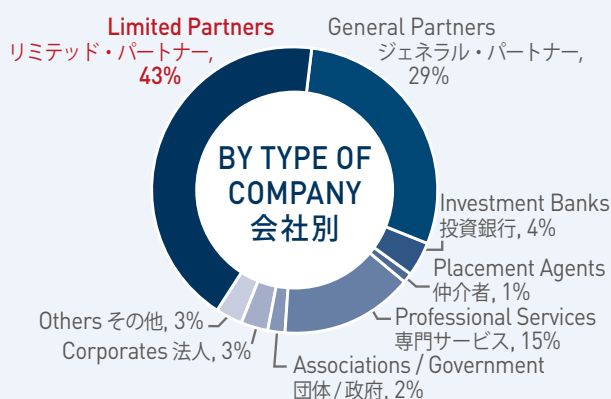 Limited Partners
リミテッド・パートナー,
43%
General Partners
ジェネラル・パートナー,
29%
BY TYPE OF
COMPANY
会社別
Investment Banks
投資銀行, 4%
Placement Agents
仲介者, 1%
Professional Services
専門サービス, 15%
Associations / Government
団体 / 政府, 2%
Corporates 法人, 3%
Others その他, 3%